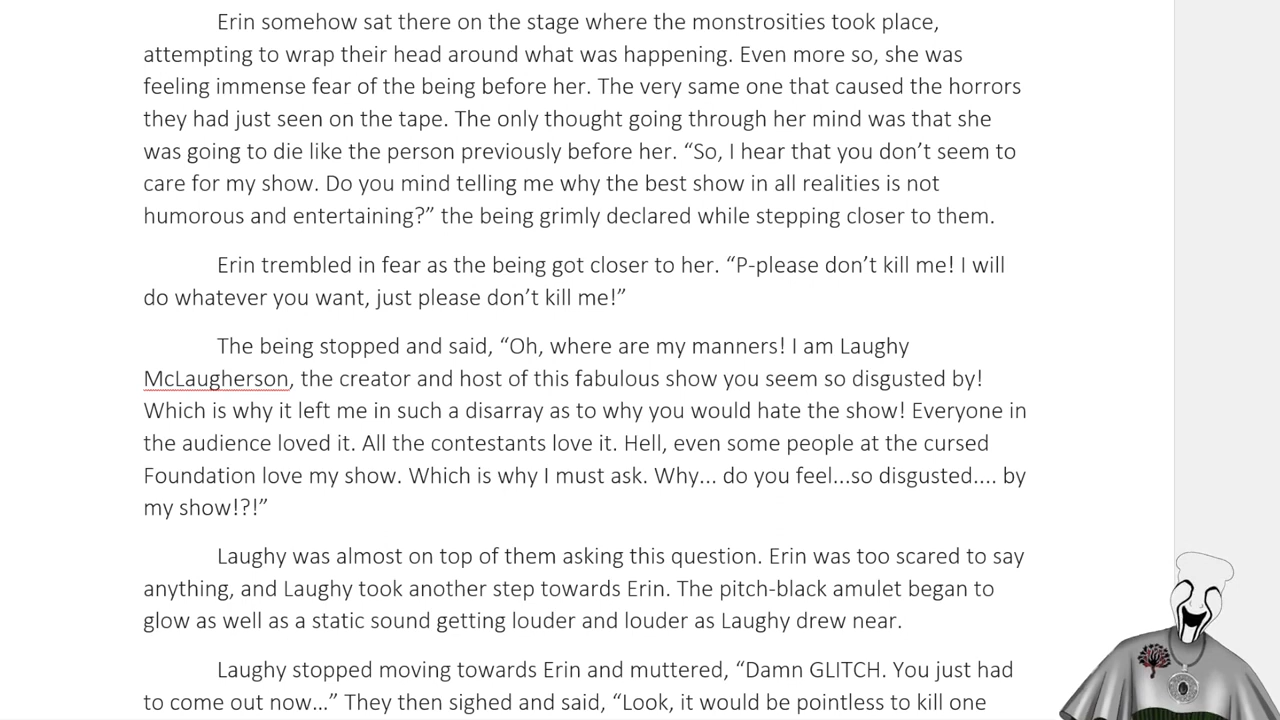 Erin somehow sat there on the stage where the monstrosities took place,
attempting to wrap their head around what was happening. Even more so, she was
feeling immense fear of the being before her. The very same one that caused the horrors
they had just seen on the tape. The only thought going through her mind was that she
was going to die like the person previously before her. “So, I hear that you don’t seem to
care for my show. Do you mind telling me why the best show in all realities is not
humorous and entertaining?” the being grimly declared while stepping closer to them.
Erin trembled in fear as the being got closer to her. “P-please don’t kill me! I will
do whatever you want, just please don’t kill me!”
The being stopped and said, “Oh, where are my manners! I am Laughy
McLaugherson, the creator and host of this fabulous show you seem so disgusted by!
Which is why it left me in such a disarray as to why you would hate the show! Everyone in
the audience loved it. All the contestants love it. Hell, even some people at the cursed
Foundation love my show. Which is why I must ask. Why... do you feel...so disgusted.... by
my show!?!”
Laughy was almost on top of them asking this question. Erin was too scared to say
anything, and Laughy took another step towards Erin. The pitch-black amulet began to
glow as well as a static sound getting louder and louder as Laughy drew near.
Laughy stopped moving towards Erin and muttered, “Damn GLITCH. You just had
to come out now...” They then sighed and said, “Look, it would be pointless to kill one